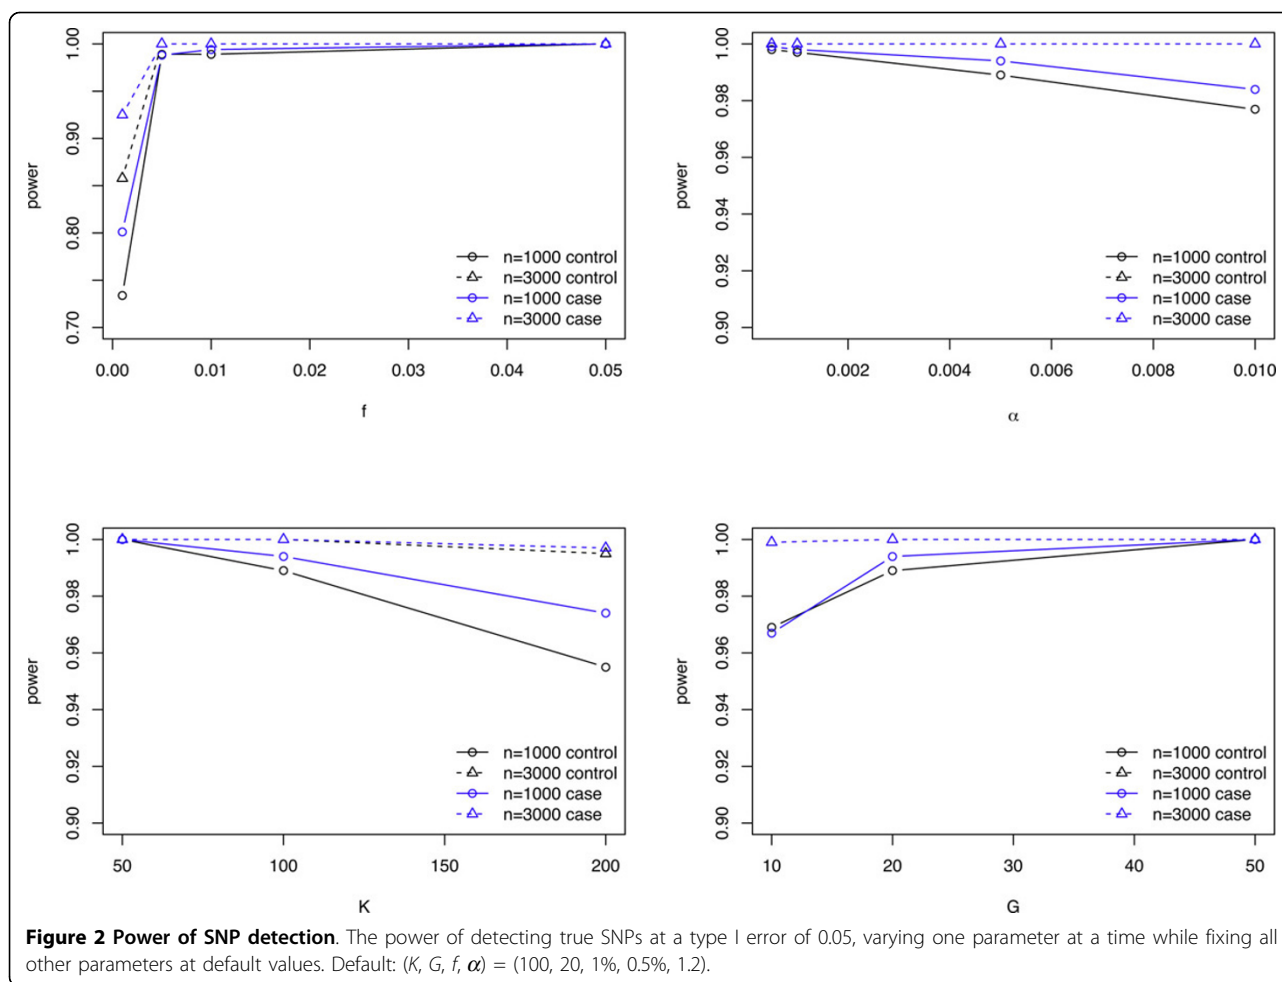 1.00
0.90
0.80
0.70
power
n=1000 control
n=3000 control
n=1000 case
n=3000 case
0.00 0.01 0.02 0.03 0.04 0.05
f
1.00
0.98
0.96
0.94
0.92
0.90
power
n=1000 control
n=3000 control
n=1000 case
n=3000 case
0.002 0.004 0.006 0.008 0.010
α
1.00
0.98
0.96
0.94
0.92
0.90
power
n=1000 control
n=3000 control
n=1000 case
n=3000 case
50 100 150 200
K
1.00
0.98
0.96
0.94
0.92
0.90
power
n=1000 control
n=3000 control
n=1000 case
n=3000 case
10 20 30 40 50
G
Figure 2 Power of SNP detection. The power of detecting true SNPs at a type I error of 0.05, varying one parameter at a time while fixing all
other parameters at default values. Default: (K, G, f, α) = (100, 20, 1%, 0.5%, 1.2).